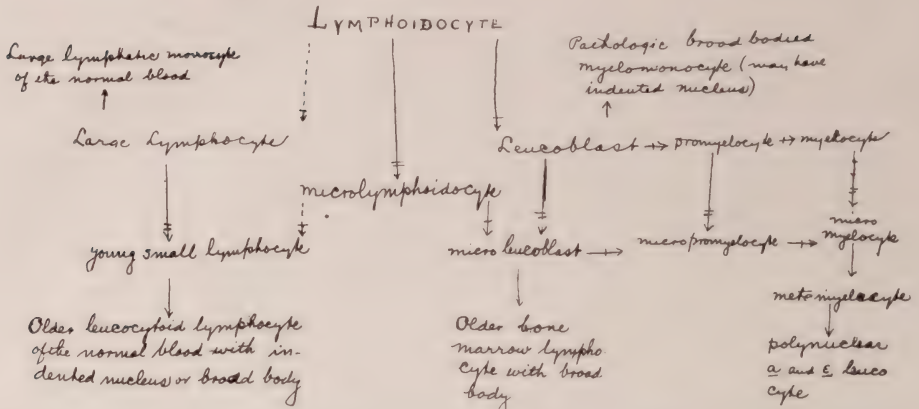 LYMPHOIDOCYTE
Large lymphatic monocyte
of the normal blood
Pathologic broad bodied
myelomonocyte (may have
indented nucleus)
Large Lymphocyte
Leucoblast → promyelocyte → myelocyte
microlymphoidocyte
young small lymphocyte
micro leucoblast → micro promyelocyte → micro
myelocyte
metamyelocyte
Older leucocytoid lymphocyte
of the normal blood with in-
dented nucleus or broad body
Older bone
marrow lympho
cyte with broad
body
polynuclear
a and ε leuco
cyte